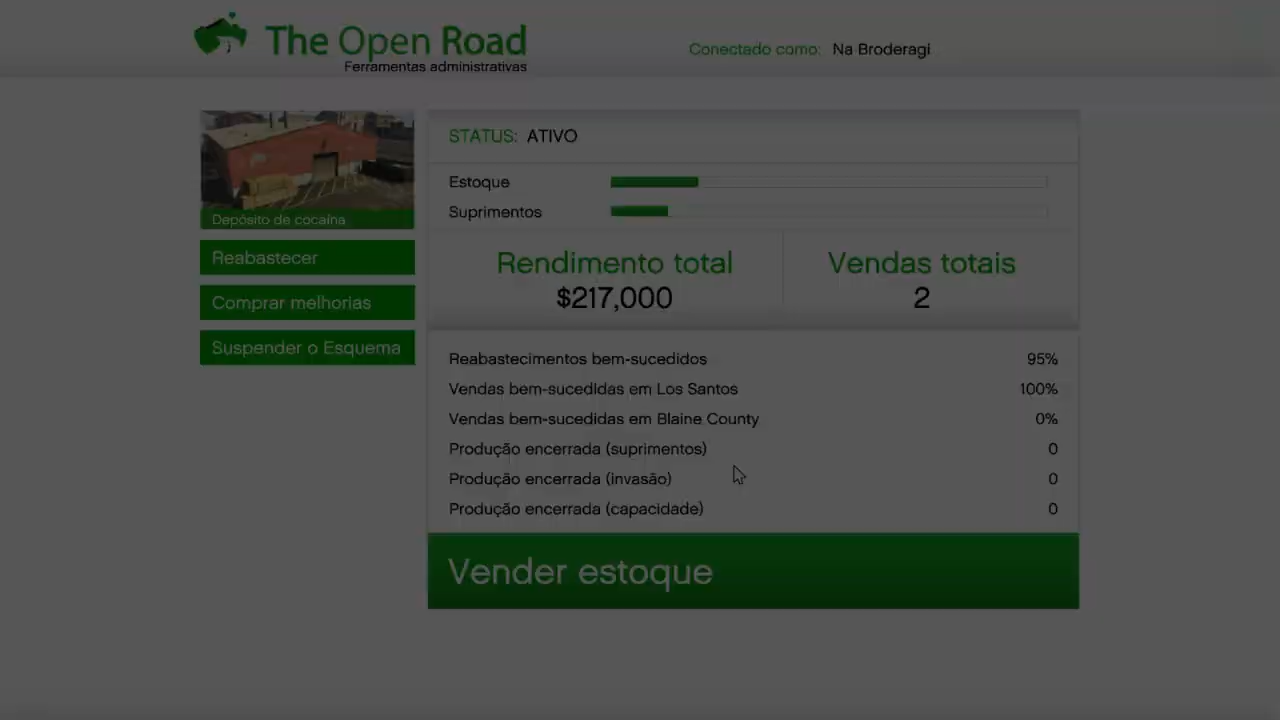 The Open Road
Ferramentas administrativas
Conectado como: Na Broderagi
Depósito de cocaína
Reabastecer
Comprar melhorias
Suspender o Esquema
STATUS: ATIVO
Estoque
Suprimentos
Rendimento total
$217,000
Vendas totais
2
Reabastecimentos bem-sucedidos 95%
Vendas bem-sucedidas em Los Santos 100%
Vendas bem-sucedidas em Blaine County 0%
Produção encerrada (suprimentos) 0
Produção encerrada (invasão) 0
Produção encerrada (capacidade) 0
Vender estoque